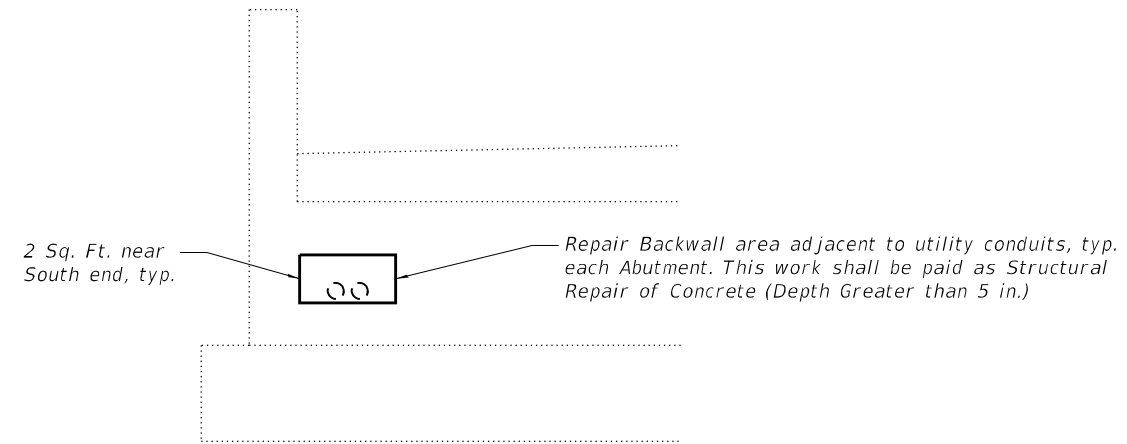 2 Sq. Ft. near
South end, typ.
Repair Backwall area adjacent to utility conduits, typ.
each Abutment. This work shall be paid as Structural
Repair of Concrete (Depth Greater than 5 in.)